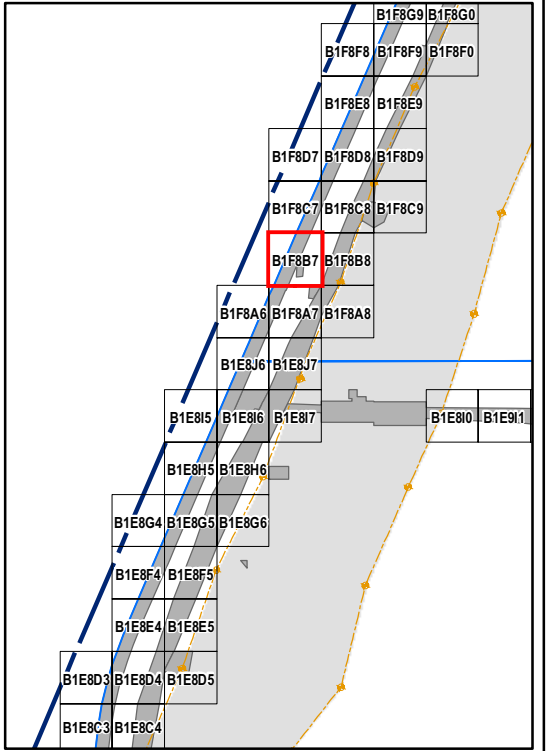 B1F8G9 B1F8G0
B1F8F8 B1F8F9 B1F8F0
B1F8E8 B1F8E9
B1F8D7 B1F8D8 B1F8D9
B1F8C7 B1F8C8 B1F8C9
B1F8B7 B1F8B8
B1F8A6 B1F8A7 B1F8A8
B1E8J6 B1E8J7
B1E8I5 B1E8I6 B1E8I7 B1E8I0 B1E9I1
B1E8H5 B1E8H6
B1E8G4 B1E8G5 B1E8G6
B1E8F4 B1E8F5
B1E8E4 B1E8E5
B1E8D3 B1E8D4 B1E8D5
B1E8C3 B1E8C4